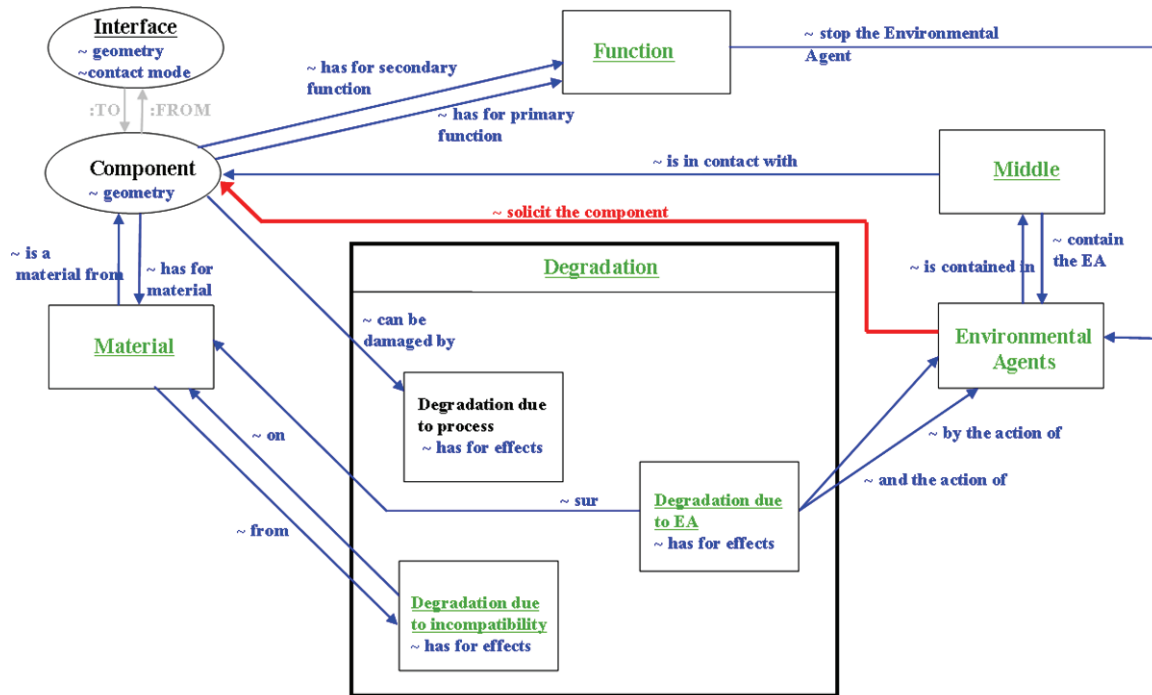 Interface
~ geometry
~contact mode
:TO
:FROM
Component
~ geometry
~ has for secondary
function
~ has for primary
function
Function
~ stop the Environmental
Agent
~ is in contact with
Middle
~ solicit the component
~ is a
material from
~ has for
material
Material
~ contain
the EA
~ is contained in
Environmental
Agents
Degradation
~ can be
damaged by
Degradation due
to process
~ has for effects
~ on
~ from
~ sur
Degradation due
to EA
~ has for effects
~ by the action of
~ and the action of
Degradation due
to incompatibility
~ has for effects